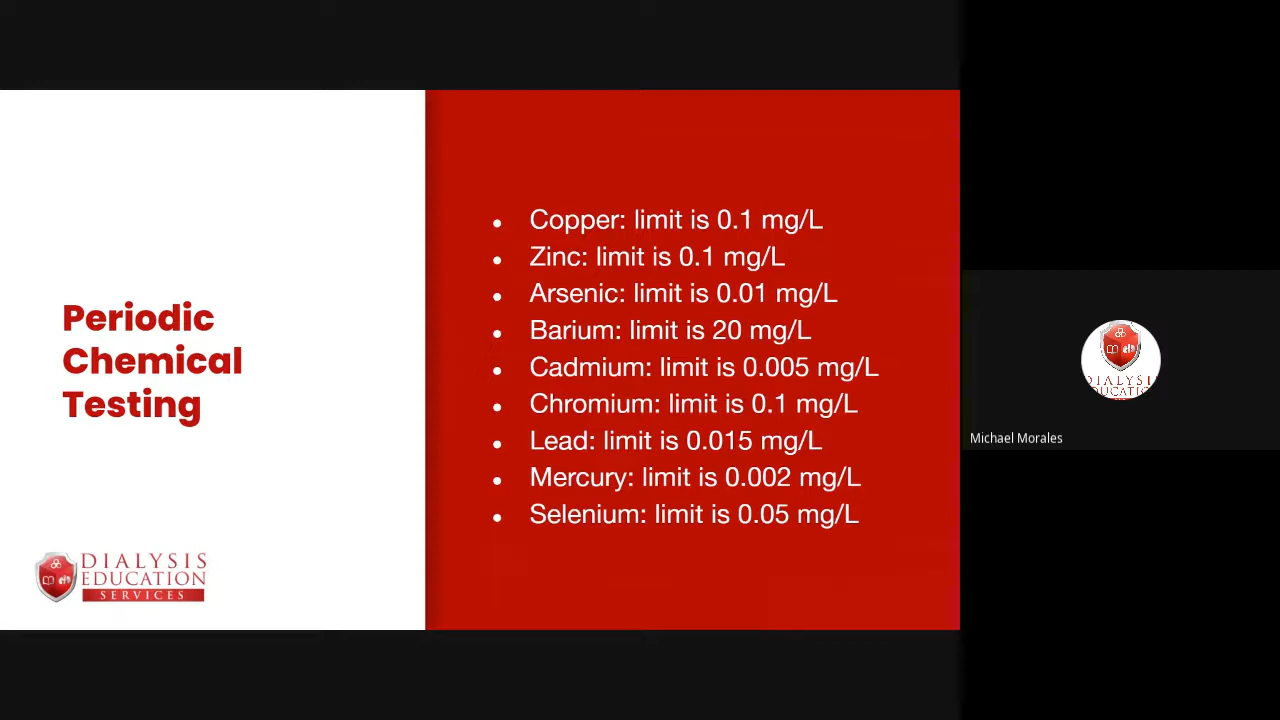 Periodic
Chemical
Testing
• Copper: limit is 0.1 mg/L
• Zinc: limit is 0.1 mg/L
• Arsenic: limit is 0.01 mg/L
• Barium: limit is 20 mg/L
• Cadmium: limit is 0.005 mg/L
• Chromium: limit is 0.1 mg/L
• Lead: limit is 0.015 mg/L
• Mercury: limit is 0.002 mg/L
• Selenium: limit is 0.05 mg/L
DIALYSIS
EDUCATION
SERVICES
DIALYSIS
EDUCATIO
Michael Morales